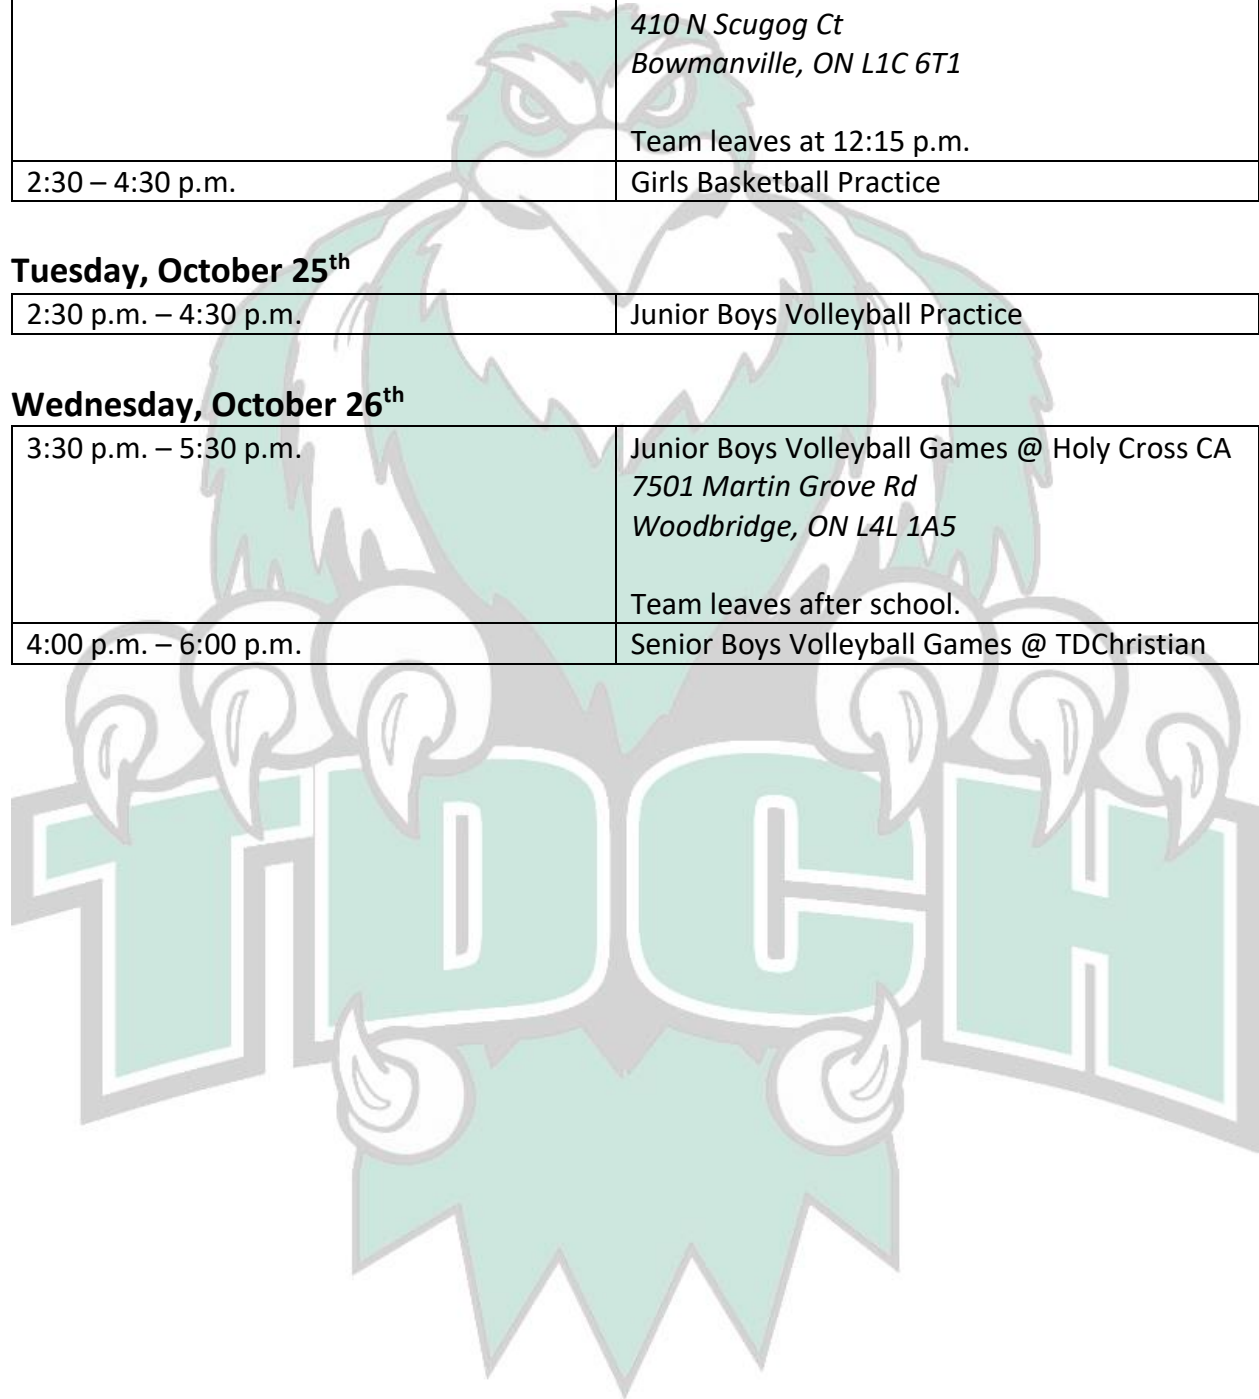 410 N Scugog Ct
Bowmanville, ON L1C 6T1
Team leaves at 12:15 p.m.
2:30 – 4:30 p.m. Girls Basketball Practice
Tuesday, October 25th
2:30 p.m. – 4:30 p.m. Junior Boys Volleyball Practice
Wednesday, October 26th
3:30 p.m. – 5:30 p.m. Junior Boys Volleyball Games @ Holy Cross CA
7501 Martin Grove Rd
Woodbridge, ON L4L 1A5
Team leaves after school.
4:00 p.m. – 6:00 p.m. Senior Boys Volleyball Games @ TDChristian
TDCH